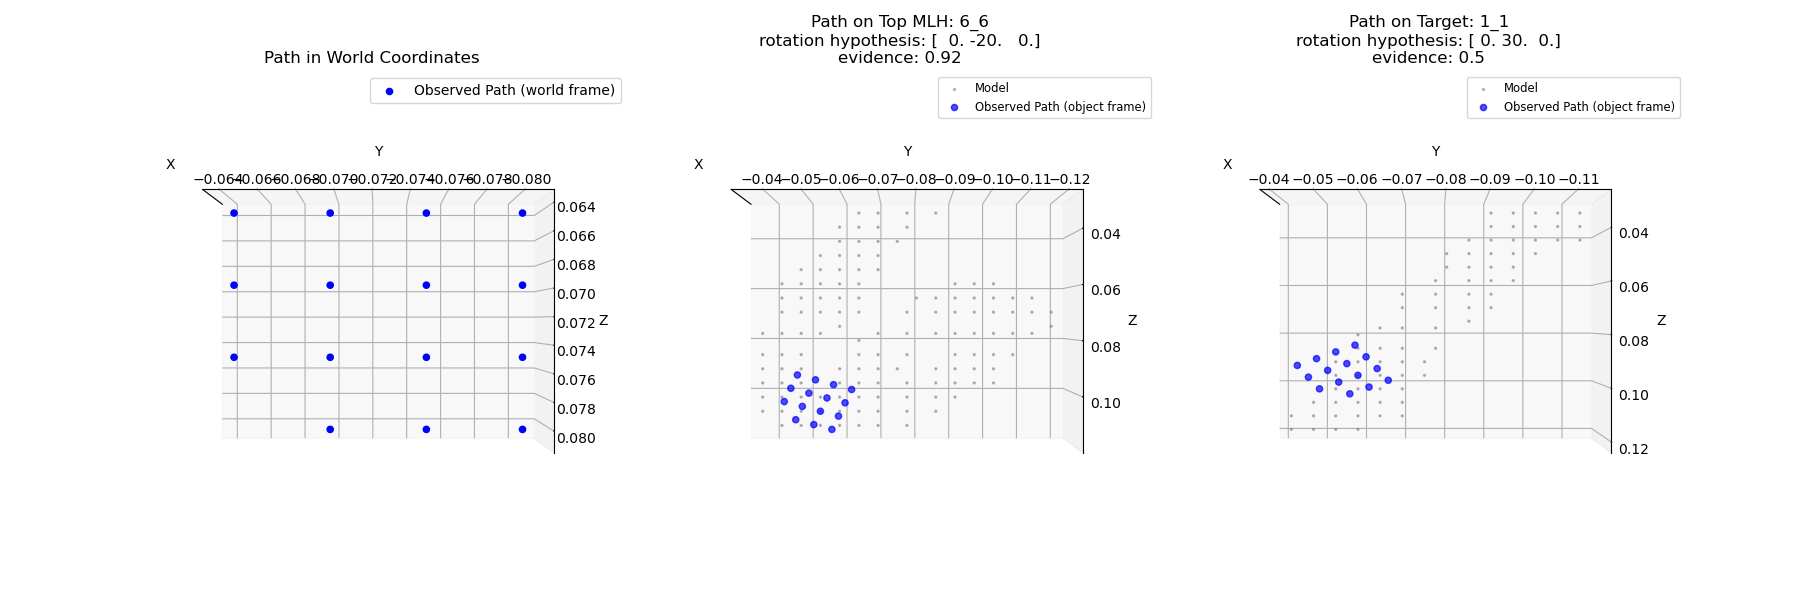 Path in World Coordinates
Observed Path (world frame)
X
Y
−0.064 −0.066 −0.068 −0.070 −0.072 −0.074 −0.076 −0.078 −0.080
0.064
0.066
0.068
0.070
0.072
Z
0.074
0.076
0.078
0.080
Path on Top MLH: 6_6
rotation hypothesis: [  0. -20.   0.]
evidence: 0.92
Model
Observed Path (object frame)
X
Y
−0.04 −0.05 −0.06 −0.07 −0.08 −0.09 −0.10 −0.11 −0.12
0.04
0.06
Z
0.08
0.10
Path on Target: 1_1
rotation hypothesis: [ 0. 30.  0.]
evidence: 0.5
Model
Observed Path (object frame)
X
Y
−0.04 −0.05 −0.06 −0.07 −0.08 −0.09 −0.10 −0.11
0.04
0.06
Z
0.08
0.10
0.12